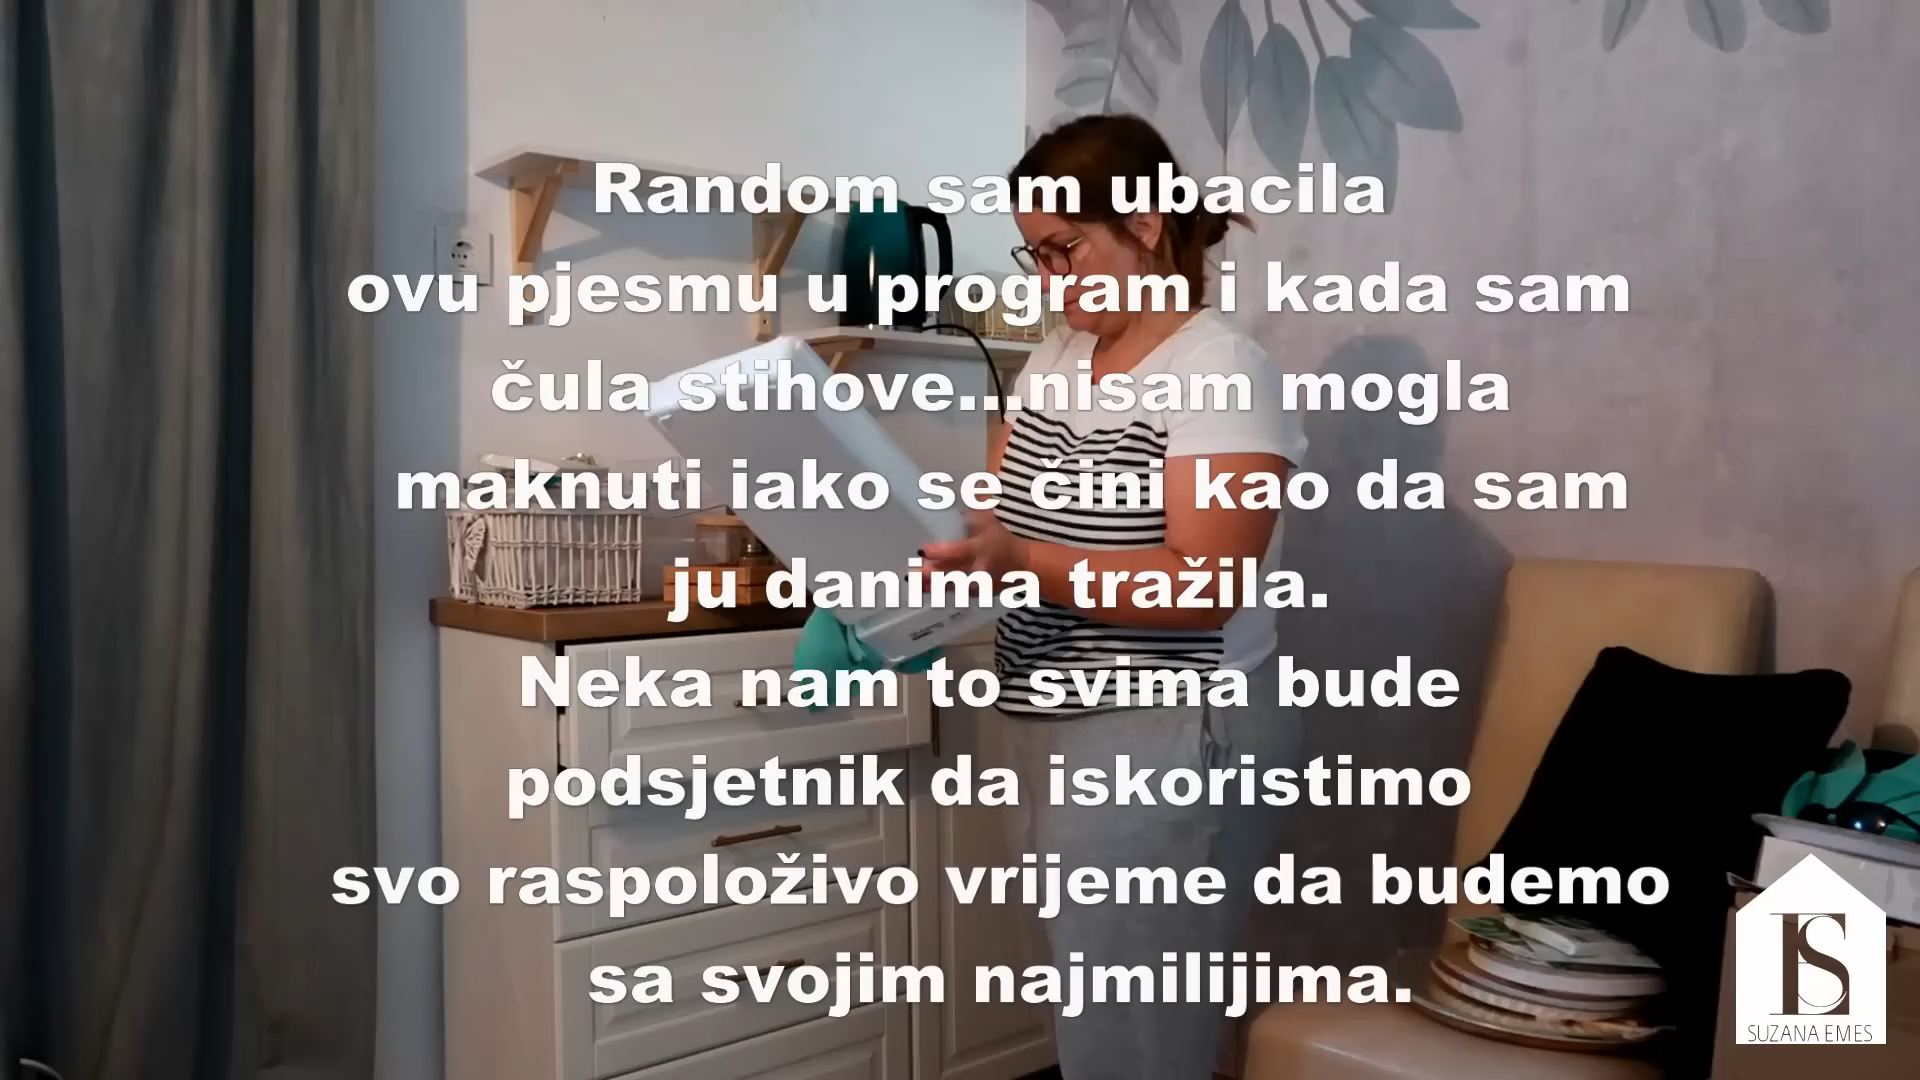 Random sam ubacila
ovu pjesmu u program i kada sam
čula stihove...nisam mogla
maknuti iako se čini kao da sam
ju danima tražila.
Neka nam to svima bude
podsjetnik da iskoristimo
svo raspoloživo vrijeme da budemo
sa svojim najmilijima.
ES
SUZANA EMES